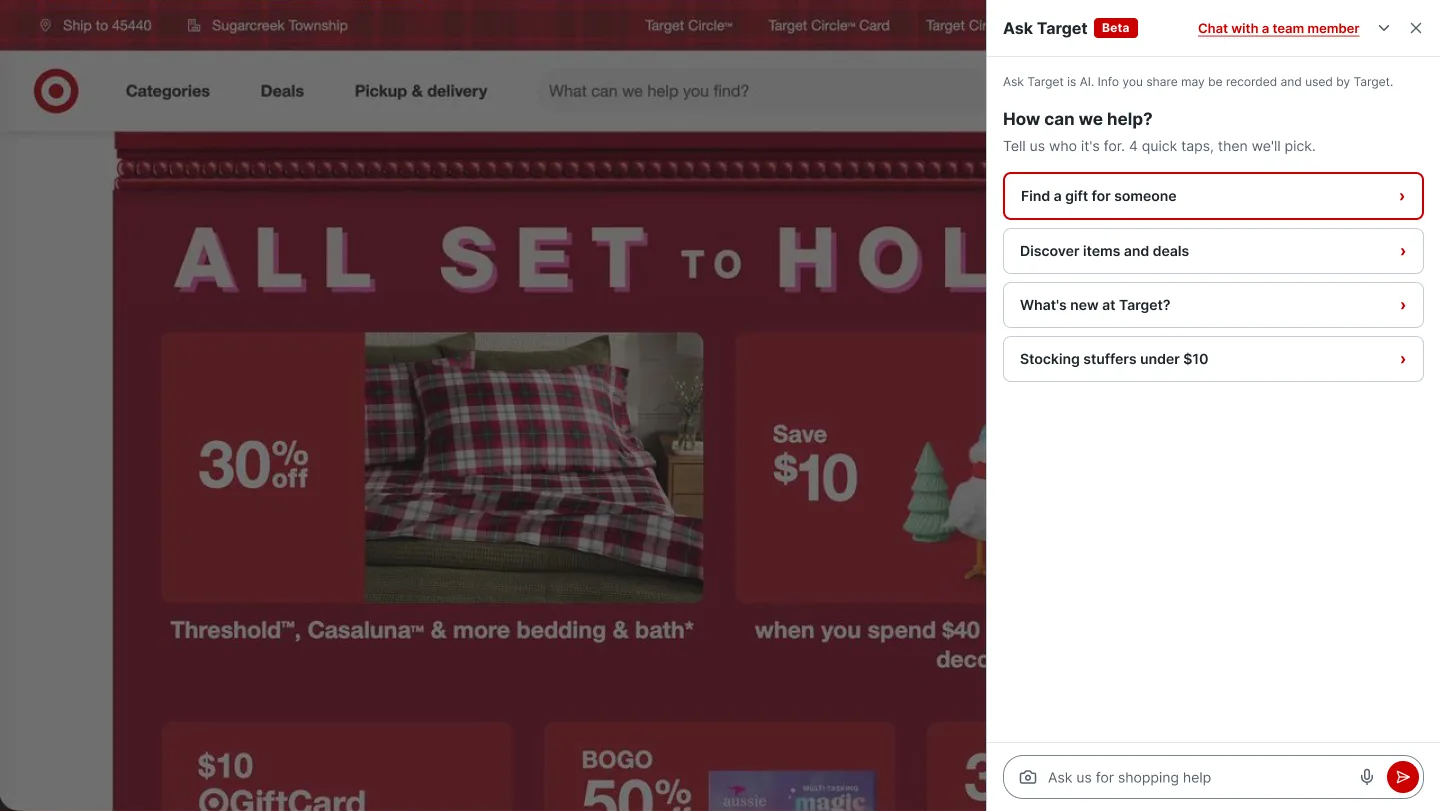 Ship to 45440
Sugarcreek Township
Target Circle™
Target Circle™ Card
Target
Categories
Deals
Pickup & delivery
What can we help you find?
ALL SET TO
30% off
Threshold™, Casaluna™ & more bedding & bath*
Save
$10
when you spend $40
$10
GiftCard
BOGO
50%
aussie
MULTI-TASKING
magic
Ask Target
Beta
Chat with a team member
Ask Target is AI. Info you share may be recorded and used by Target.
How can we help?
Tell us who it's for. 4 quick taps, then we'll pick.
Find a gift for someone
›
Discover items and deals
›
What's new at Target?
›
Stocking stuffers under $10
›
Ask us for shopping help